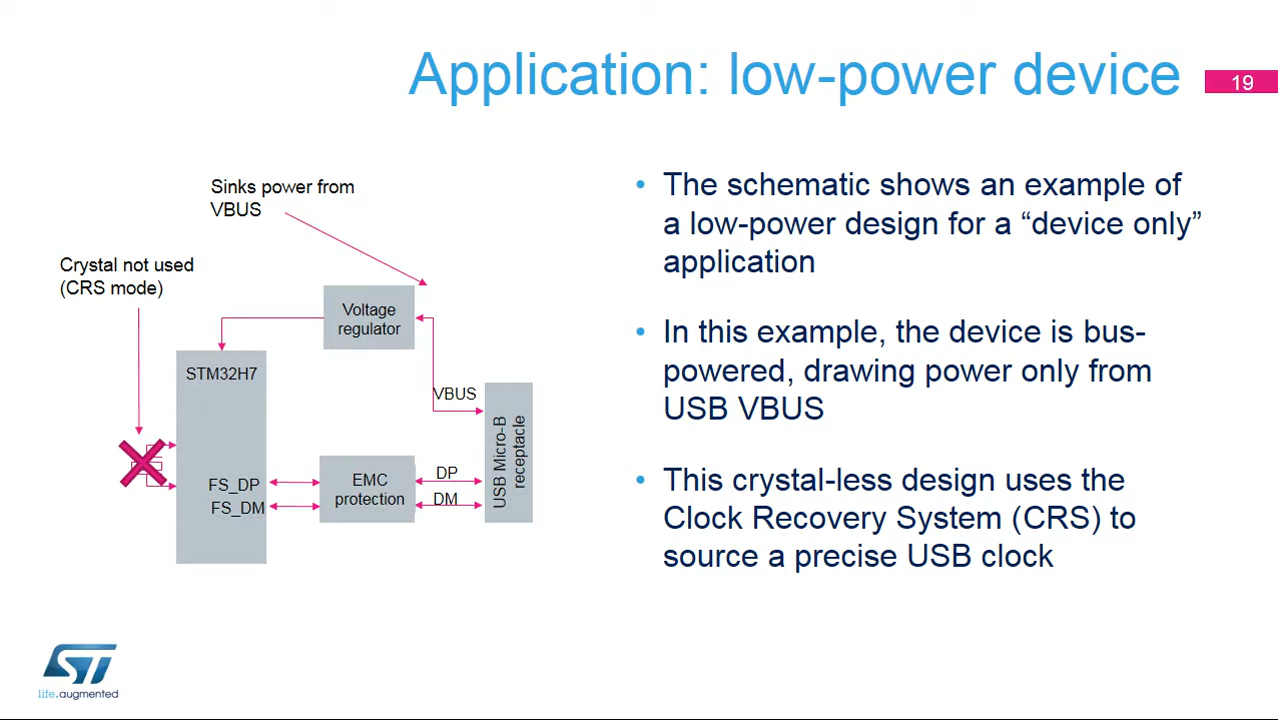 Application: low-power device
19
Sinks power from
VBUS
Crystal not used
(CRS mode)
Voltage
regulator
STM32H7
VBUS
USB Micro-B
receptacle
EMC
protection
DP
DM
FS_DP
FS_DM
• The schematic shows an example of
a low-power design for a “device only”
application
• In this example, the device is bus-
powered, drawing power only from
USB VBUS
• This crystal-less design uses the
Clock Recovery System (CRS) to
source a precise USB clock
ST
life.augmented